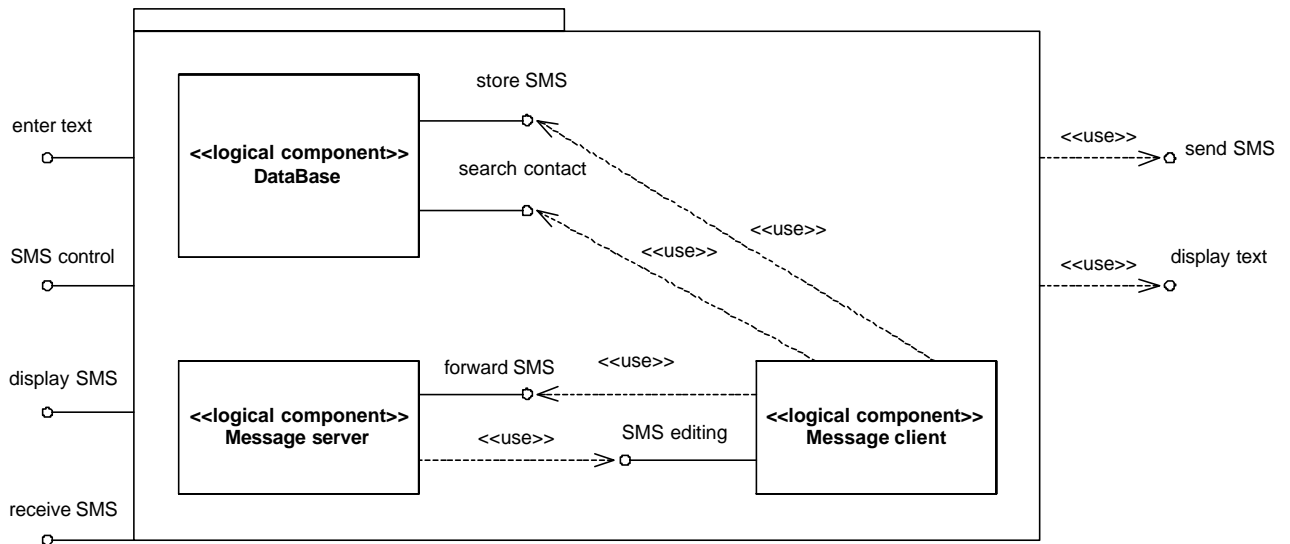 store SMS
enter text
<<logical component>>
DataBase
search contact
<<use>>
send SMS
<<use>>
<<use>>
SMS control
<<use>>
display text
display SMS
forward SMS
<<use>>
<<logical component>>
Message server
<<use>>
SMS editing
<<logical component>>
Message client
receive SMS